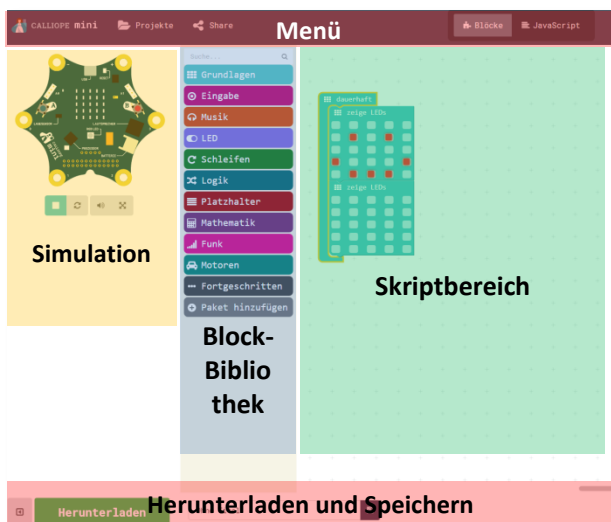 CALLIOPE mini
Projekte
Share
Menü
Blöcke
JavaScript
Suche...
Grundlagen
Eingabe
Musik
LED
Schleifen
Logik
Platzhalter
Mathematik
Funk
Motoren
Fortgeschritten
Paket hinzufügen
Simulation
Block-
Biblio
thek
dauerhaft
zeige LEDs
zeige LEDs
Skriptbereich
Herunterladen
Herunterladen und Speichern